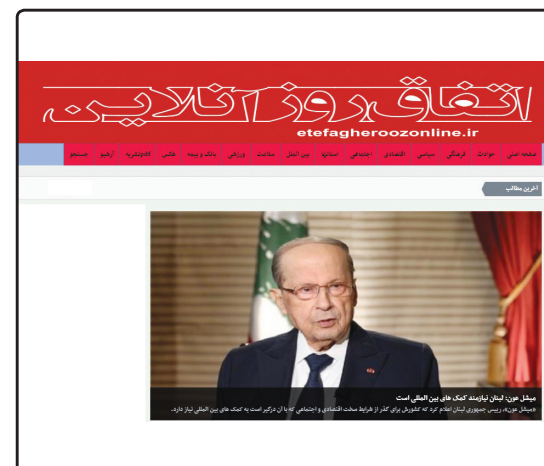 اتفاق روز آنلاین
etefagheroozonline.ir
صفحه اصلی حوادث فرهنگی سیاسی اقتصادی اجتماعی استانها بین الملل سلامت ورزشی بانک و بیمه عکس کافه‌نشریه آرشیو جستجو
آخرین مطالب
میشل عون: لبنان نیازمند کمک های بین المللی است
«میشل عون»، رییس جمهوری لبنان اعلام کرد که کشورش برای گذر از شرایط سخت اقتصادی و اجتماعی که با آن درگیر است به کمک های بین المللی نیاز دارد.